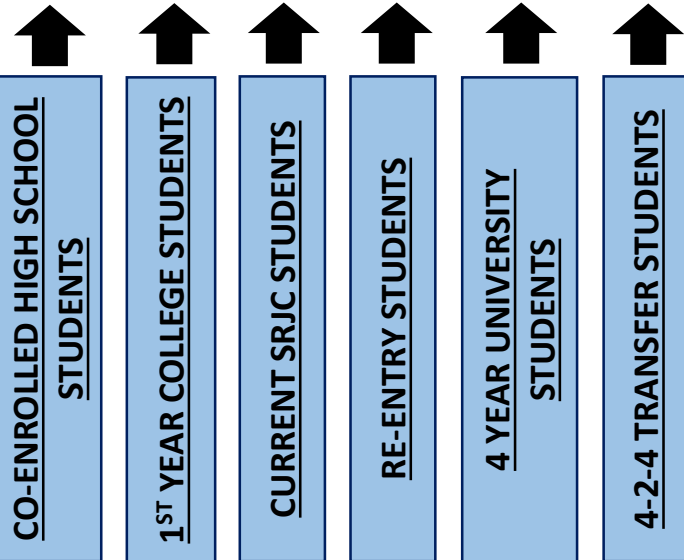 CO-ENROLLED HIGH SCHOOL
STUDENTS
1ST YEAR COLLEGE STUDENTS
CURRENT SRJC STUDENTS
RE-ENTRY STUDENTS
4 YEAR UNIVERSITY
STUDENTS
4-2-4 TRANSFER STUDENTS